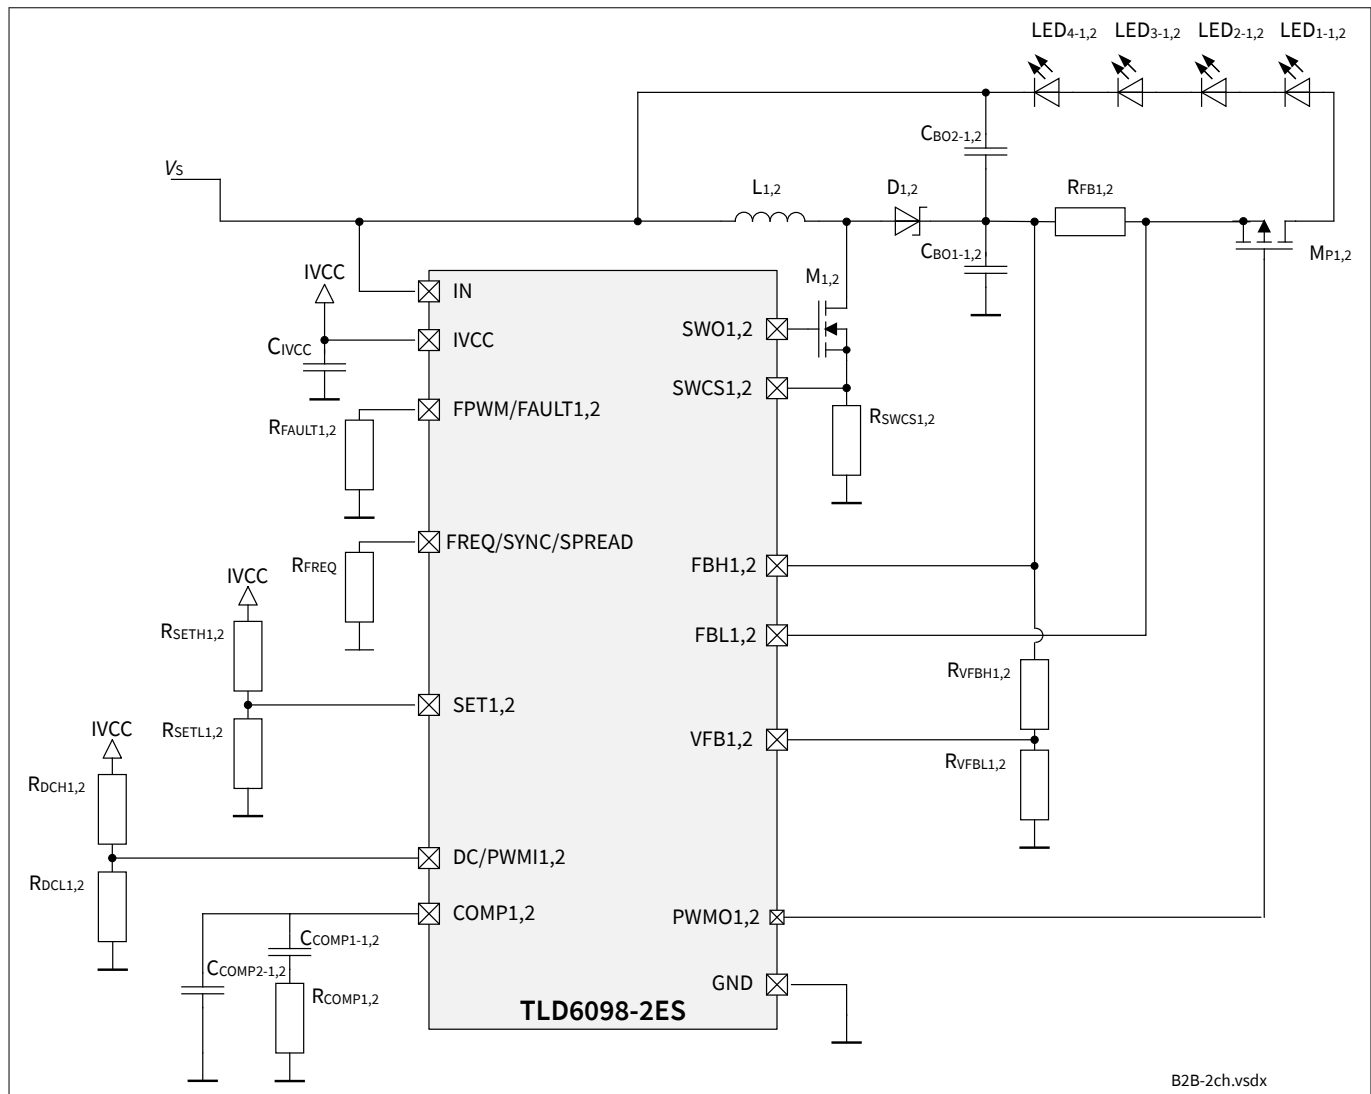 LED4-1,2 LED3-1,2 LED2-1,2 LED1-1,2
CBO2-1,2
VS
L1,2 D1,2 RFB1,2
CBO1-1,2 MP1,2
IVCC
M1,2
IN
SWO1,2
IVCC
CIVCC
SWCS1,2
FPWM/FAULT1,2
RFAULT1,2
RSWCS1,2
FREQ/SYNC/SPREAD
RFREQ
FBH1,2
IVCC
RSETH1,2
FBL1,2
RVFBH1,2
SET1,2
RSETL1,2
IVCC
VFB1,2
RVFBL1,2
RDCH1,2
DC/PWMI1,2
RDCL1,2
COMP1,2
PWMO1,2
CCOMP1-1,2
CCOMP2-1,2
GND
RCOMP1,2
TLD6098-2ES
B2B-2ch.vsdx